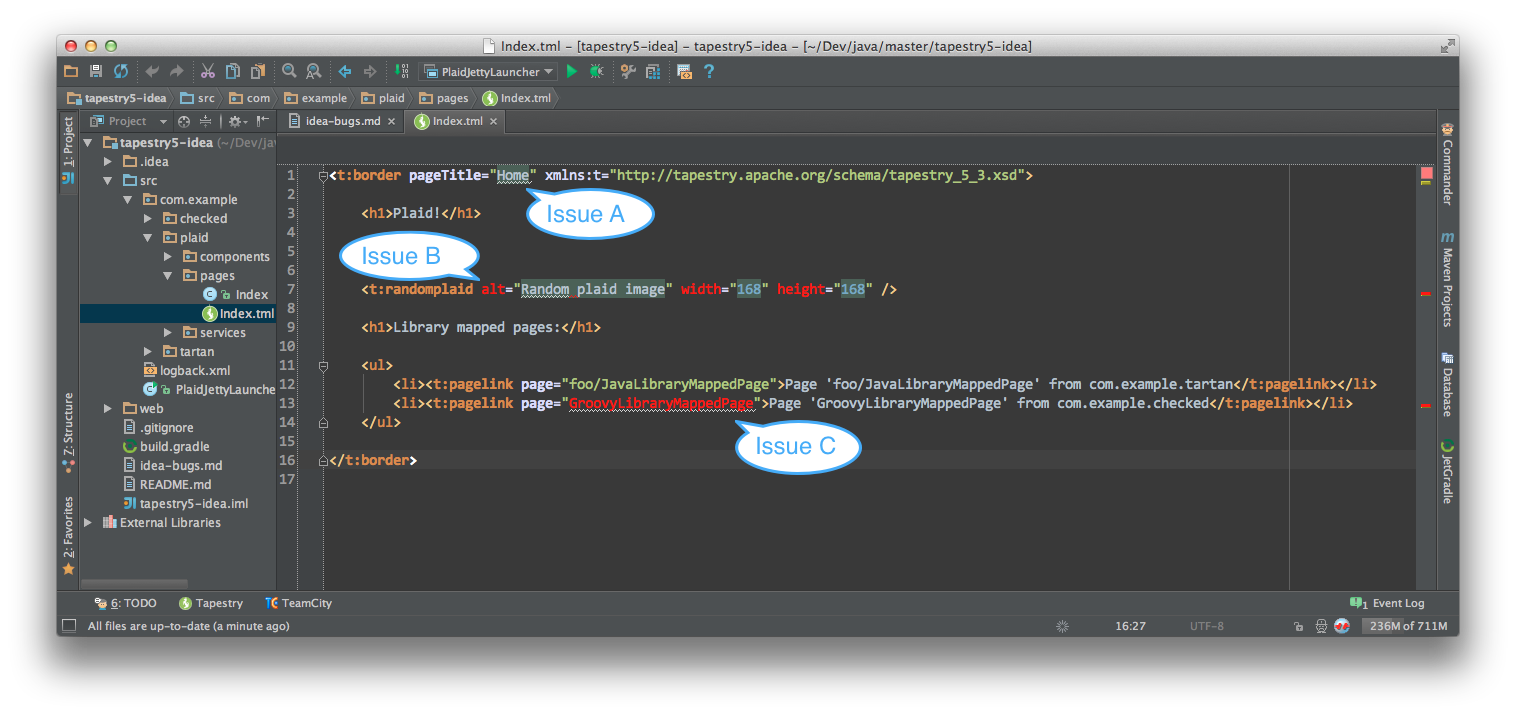 Index.tml – [tapestry5-idea] – tapestry5-idea – [~/Dev/java/master/tapestry5-idea]
PlaidJettyLauncher
tapestry5-idea src com example plaid pages Index.tml
1: Project
Project
idea-bugs.md Index.tml
tapestry5-idea (~/Dev/ja
.idea
src
com.example
checked
plaid
components
pages
Index
Index.tml
services
tartan
logback.xml
PlaidJettyLaunche
web
.gitignore
build.gradle
idea-bugs.md
README.md
tapestry5-idea.iml
External Libraries
Z: Structure
2: Favorites
1 <t:border pageTitle="Home" xmlns:t="http://tapestry.apache.org/schema/tapestry_5_3.xsd">
Issue A
2
3 <h1>Plaid!</h1>
4
5
Issue B
6
7 <t:randomplaid alt="Random plaid image" width="168" height="168" />
8
9 <h1>Library mapped pages:</h1>
10
11 <ul>
12 <li><t:pagelink page="foo/JavaLibraryMappedPage">Page 'foo/JavaLibraryMappedPage' from com.example.tartan</t:pagelink></li>
13 <li><t:pagelink page="GroovyLibraryMappedPage">Page 'GroovyLibraryMappedPage' from com.example.checked</t:pagelink></li>
14 </ul>
Issue C
15
16 </t:border>
17
Commander
m Maven Projects
Database
JetGradle
6: TODO Tapestry TC TeamCity 1 Event Log
All files are up-to-date (a minute ago) 16:27 UTF-8 236M of 711M